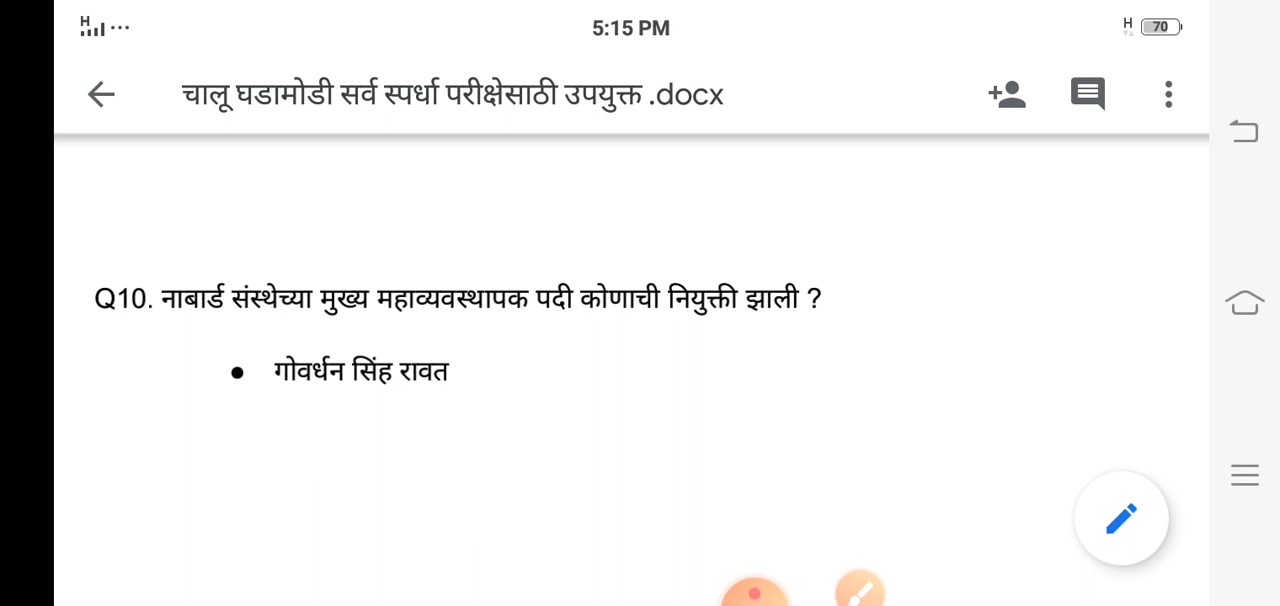 H 5:15 PM H 70
चालू घडामोडी सर्व स्पर्धा परीक्षेसाठी उपयुक्त .docx
Q10. नाबार्ड संस्थेच्या मुख्य महाव्यवस्थापक पदी कोणाची नियुक्ती झाली ?
● गोवर्धन सिंह रावत